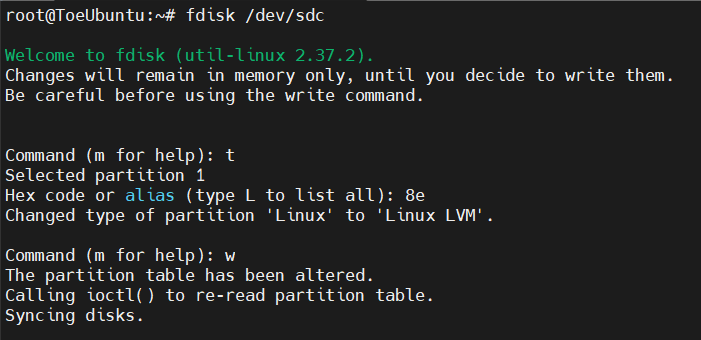 root@ToeUbuntu:~# fdisk /dev/sdc
Welcome to fdisk (util-linux 2.37.2).
Changes will remain in memory only, until you decide to write them.
Be careful before using the write command.
Command (m for help): t
Selected partition 1
Hex code or alias (type L to list all): 8e
Changed type of partition 'Linux' to 'Linux LVM'.
Command (m for help): w
The partition table has been altered.
Calling ioctl() to re-read partition table.
Syncing disks.